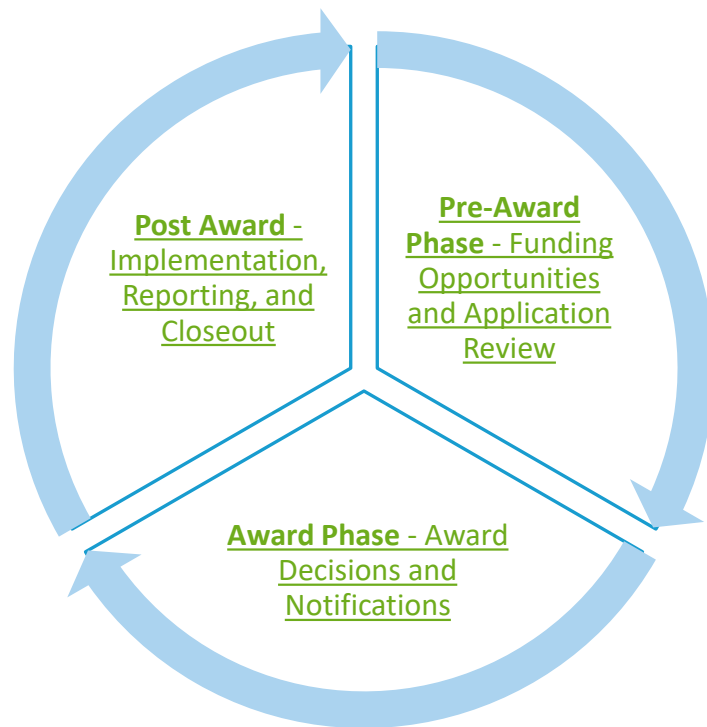 Pre-Award
Phase - Funding
Opportunities
and Application
Review
Award Phase - Award
Decisions and
Notifications
Post Award -
Implementation,
Reporting, and
Closeout